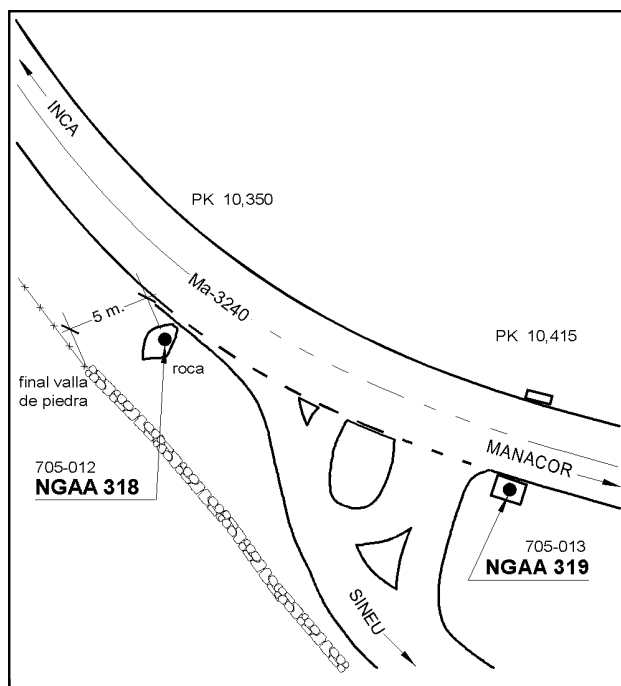 INCA
PK 10,350
Ma-3240
5 m.
PK 10,415
roca
final valla
de piedra
MANACOR
705-012
NGAA 318
705-013
NGAA 319
SINEU